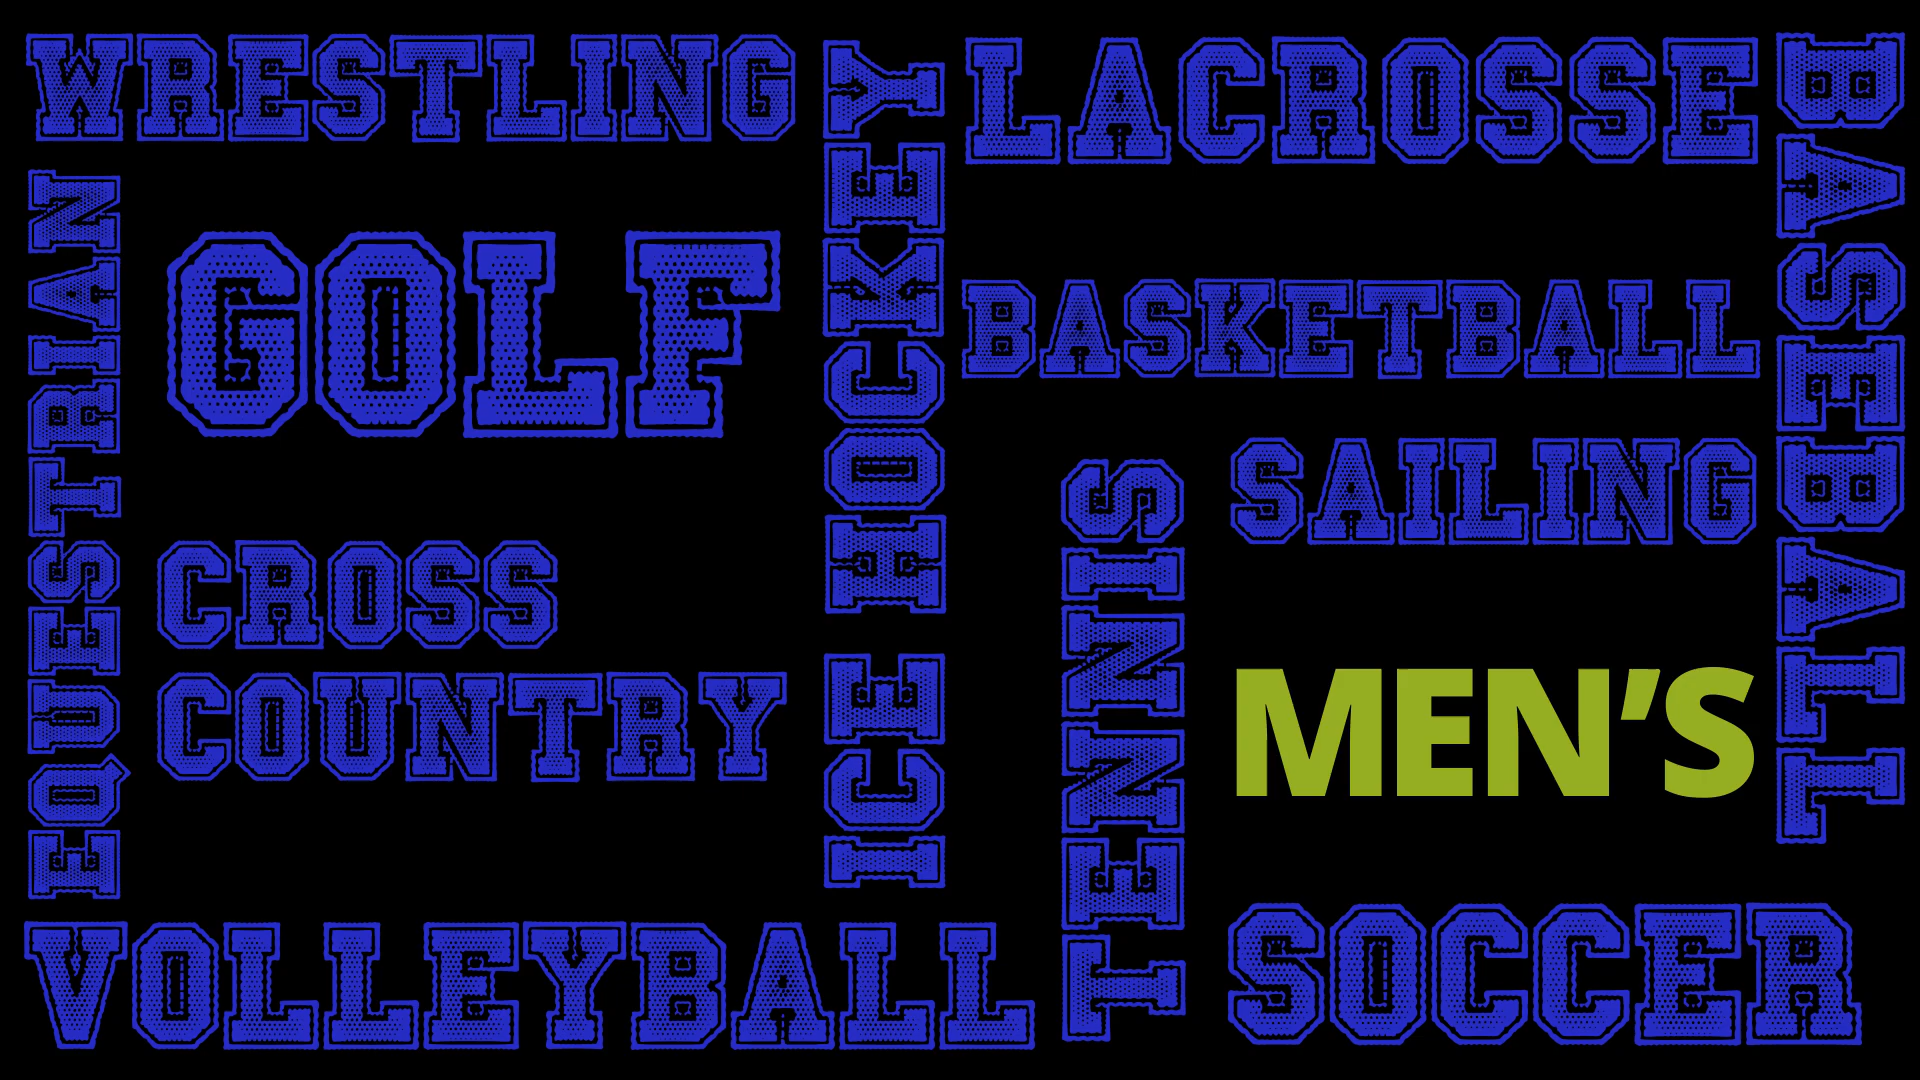 WRESTLING
EQUESTRIAN
GOLF
CROSS
COUNTRY
VOLLEYBALL
ICE HOCKEY
LACROSSE
BASKETBALL
SAILING
TENNIS
MEN’S
SOCCER
BASEBALL